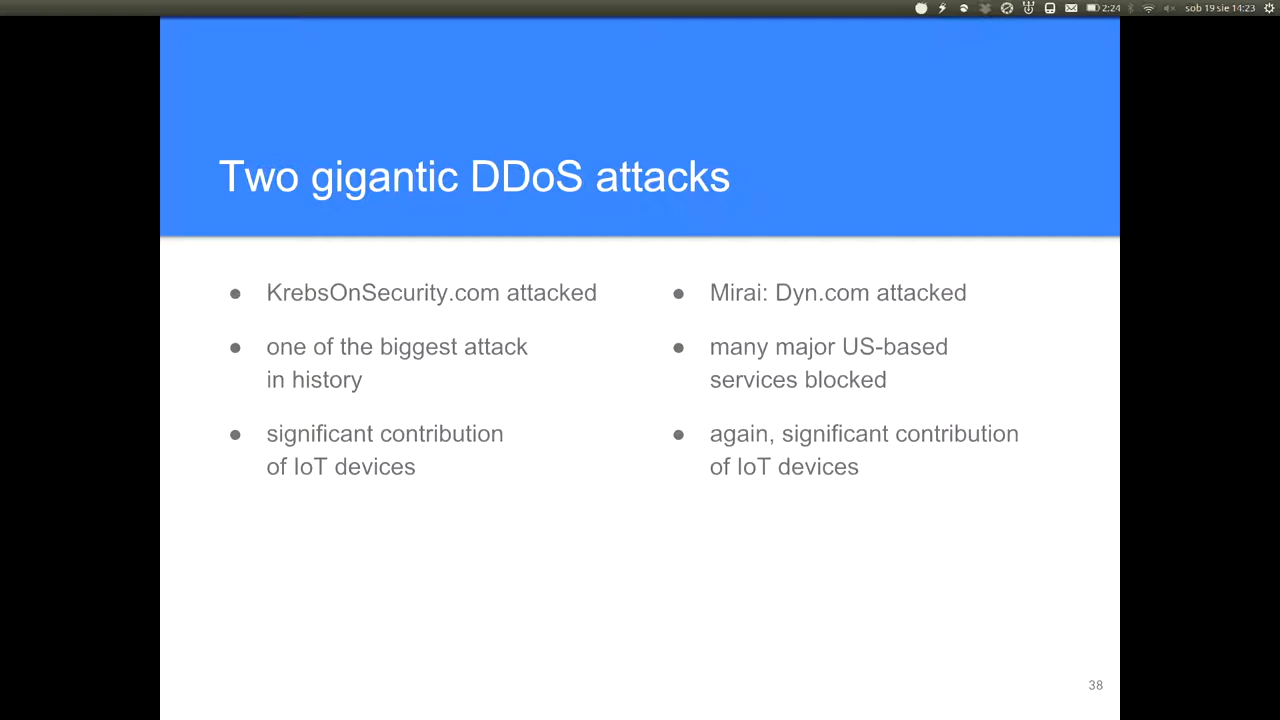 2:24 sob 19 sie 14:23
Two gigantic DDoS attacks
● KrebsOnSecurity.com attacked
● one of the biggest attack
in history
● significant contribution
of IoT devices
● Mirai: Dyn.com attacked
● many major US-based
services blocked
● again, significant contribution
of IoT devices
38